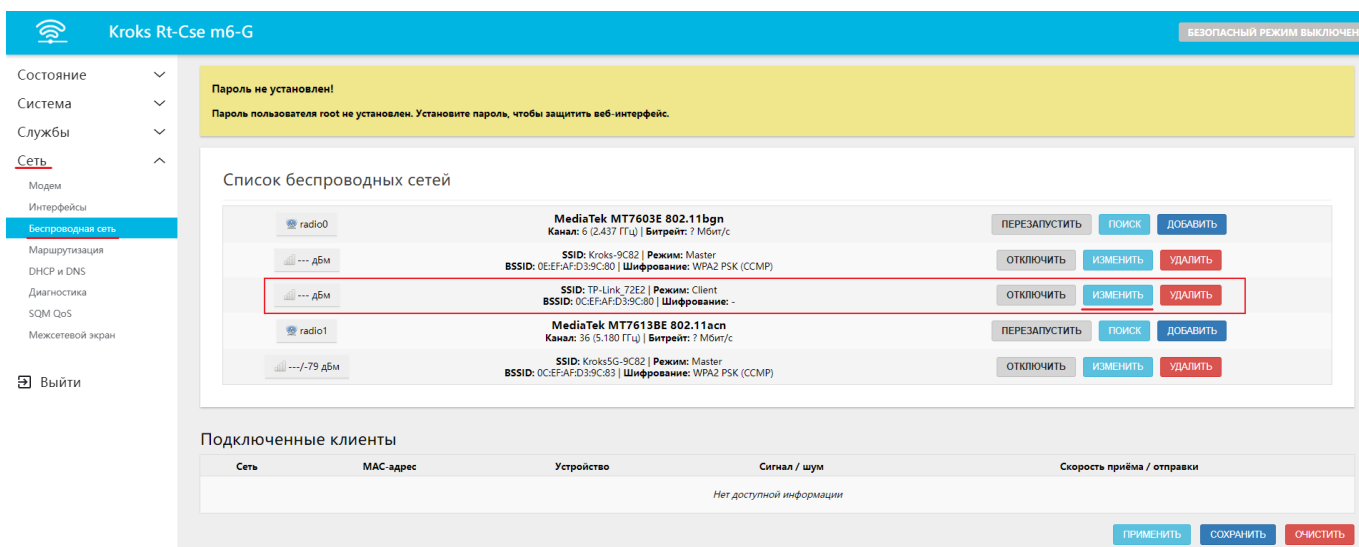 Kroks Rt-Cse m6-G
БЕЗОПАСНЫЙ РЕЖИМ ВЫКЛЮЧЕН
Состояние
Система
Службы
Сеть
Модем
Интерфейсы
Беспроводная сеть
Маршрутизация
DHCP и DNS
Диагностика
SQM QoS
Межсетевой экран
Выйти
Пароль не установлен!
Пароль пользователя root не установлен. Установите пароль, чтобы защитить веб-интерфейс.
Список беспроводных сетей
radio0 MediaTek MT7603E 802.11bgn ПЕРЕЗАПУСТИТЬ ПОИСК ДОБАВИТЬ
Канал: 6 (2.437 ГГц) | Битрейт: ? Мбит/с
--- дБм SSID: Kroks-9C82 | Режим: Master ОТКЛЮЧИТЬ ИЗМЕНИТЬ УДАЛИТЬ
BSSID: 0E:EF:AF:D3:9C:80 | Шифрование: WPA2 PSK (CCMP)
--- дБм SSID: TP-Link_72E2 | Режим: Client ОТКЛЮЧИТЬ ИЗМЕНИТЬ УДАЛИТЬ
BSSID: 0C:EF:AF:D3:9C:80 | Шифрование: -
radio1 MediaTek MT7613BE 802.11acn ПЕРЕЗАПУСТИТЬ ПОИСК ДОБАВИТЬ
Канал: 36 (5.180 ГГц) | Битрейт: ? Мбит/с
---/-79 дБм SSID: Kroks5G-9C82 | Режим: Master ОТКЛЮЧИТЬ ИЗМЕНИТЬ УДАЛИТЬ
BSSID: 0C:EF:AF:D3:9C:83 | Шифрование: WPA2 PSK (CCMP)
Подключенные клиенты
Сеть MAC-адрес Устройство Сигнал / шум Скорость приёма / отправки
Нет доступной информации
ПРИМЕНИТЬ СОХРАНИТЬ ОЧИСТИТЬ